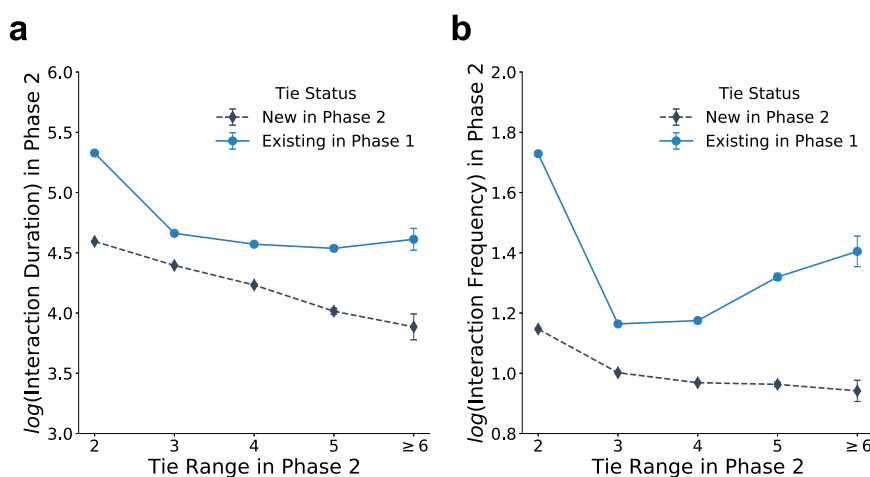 a
log(Interaction Duration) in Phase 2
6.0
5.5
5.0
4.5
4.0
3.5
3.0
Tie Status
New in Phase 2
Existing in Phase 1
2 3 4 5 ≥ 6
Tie Range in Phase 2
b
log(Interaction Frequency) in Phase 2
2.0
1.8
1.6
1.4
1.2
1.0
0.8
Tie Status
New in Phase 2
Existing in Phase 1
2 3 4 5 ≥ 6
Tie Range in Phase 2